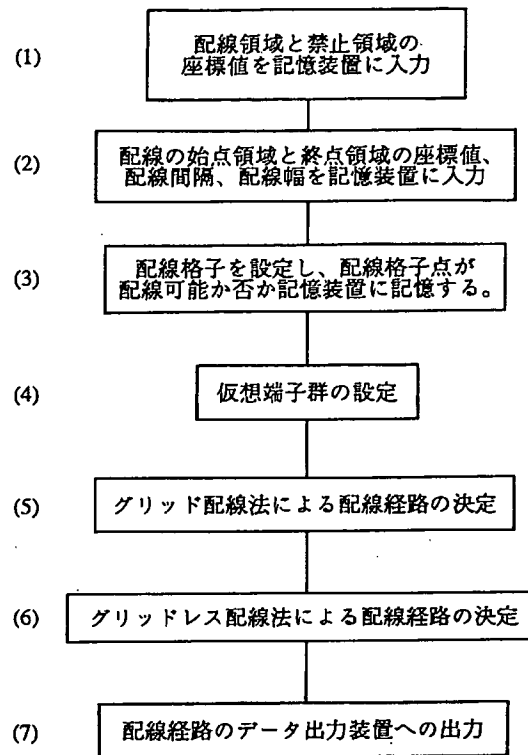 (1)
配線領域と禁止領域の
座標値を記憶装置に入力
(2)
配線の始点領域と終点領域の座標値、
配線間隔、配線幅を記憶装置に入力
(3)
配線格子を設定し、配線格子点が
配線可能か否か記憶装置に記憶する。
(4)
仮想端子群の設定
(5)
グリッド配線法による配線経路の決定
(6)
グリッドレス配線法による配線経路の決定
(7)
配線経路のデータ出力装置への出力